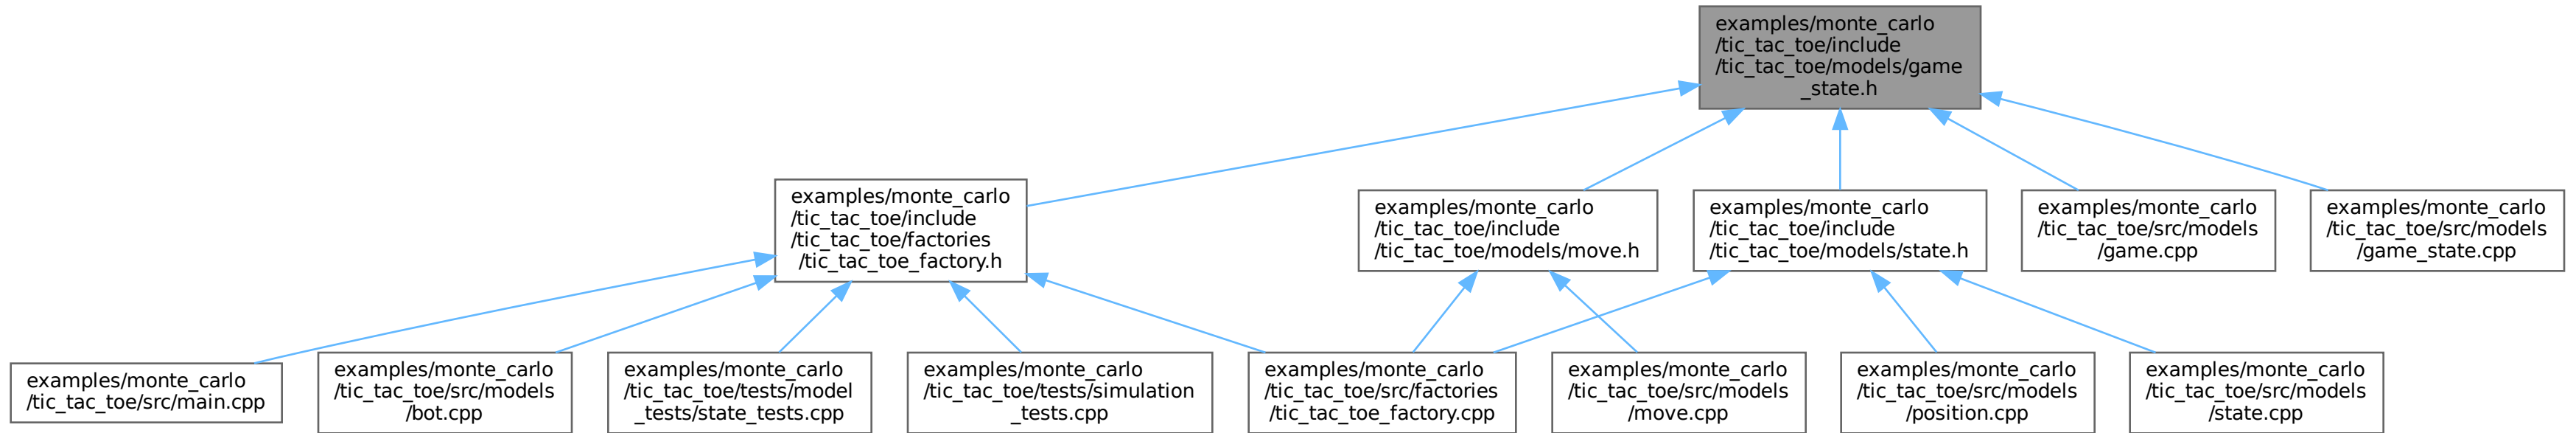 examples/monte_carlo
/tic_tac_toe/include
/tic_tac_toe/models/game
_state.h
examples/monte_carlo
/tic_tac_toe/include
/tic_tac_toe/factories
/tic_tac_toe_factory.h
examples/monte_carlo
/tic_tac_toe/include
/tic_tac_toe/models/move.h
examples/monte_carlo
/tic_tac_toe/include
/tic_tac_toe/models/state.h
examples/monte_carlo
/tic_tac_toe/src/models
/game.cpp
examples/monte_carlo
/tic_tac_toe/src/models
/game_state.cpp
examples/monte_carlo
/tic_tac_toe/src/main.cpp
examples/monte_carlo
/tic_tac_toe/src/models
/bot.cpp
examples/monte_carlo
/tic_tac_toe/tests/model
_tests/state_tests.cpp
examples/monte_carlo
/tic_tac_toe/tests/simulation
_tests.cpp
examples/monte_carlo
/tic_tac_toe/src/factories
/tic_tac_toe_factory.cpp
examples/monte_carlo
/tic_tac_toe/src/models
/move.cpp
examples/monte_carlo
/tic_tac_toe/src/models
/position.cpp
examples/monte_carlo
/tic_tac_toe/src/models
/state.cpp